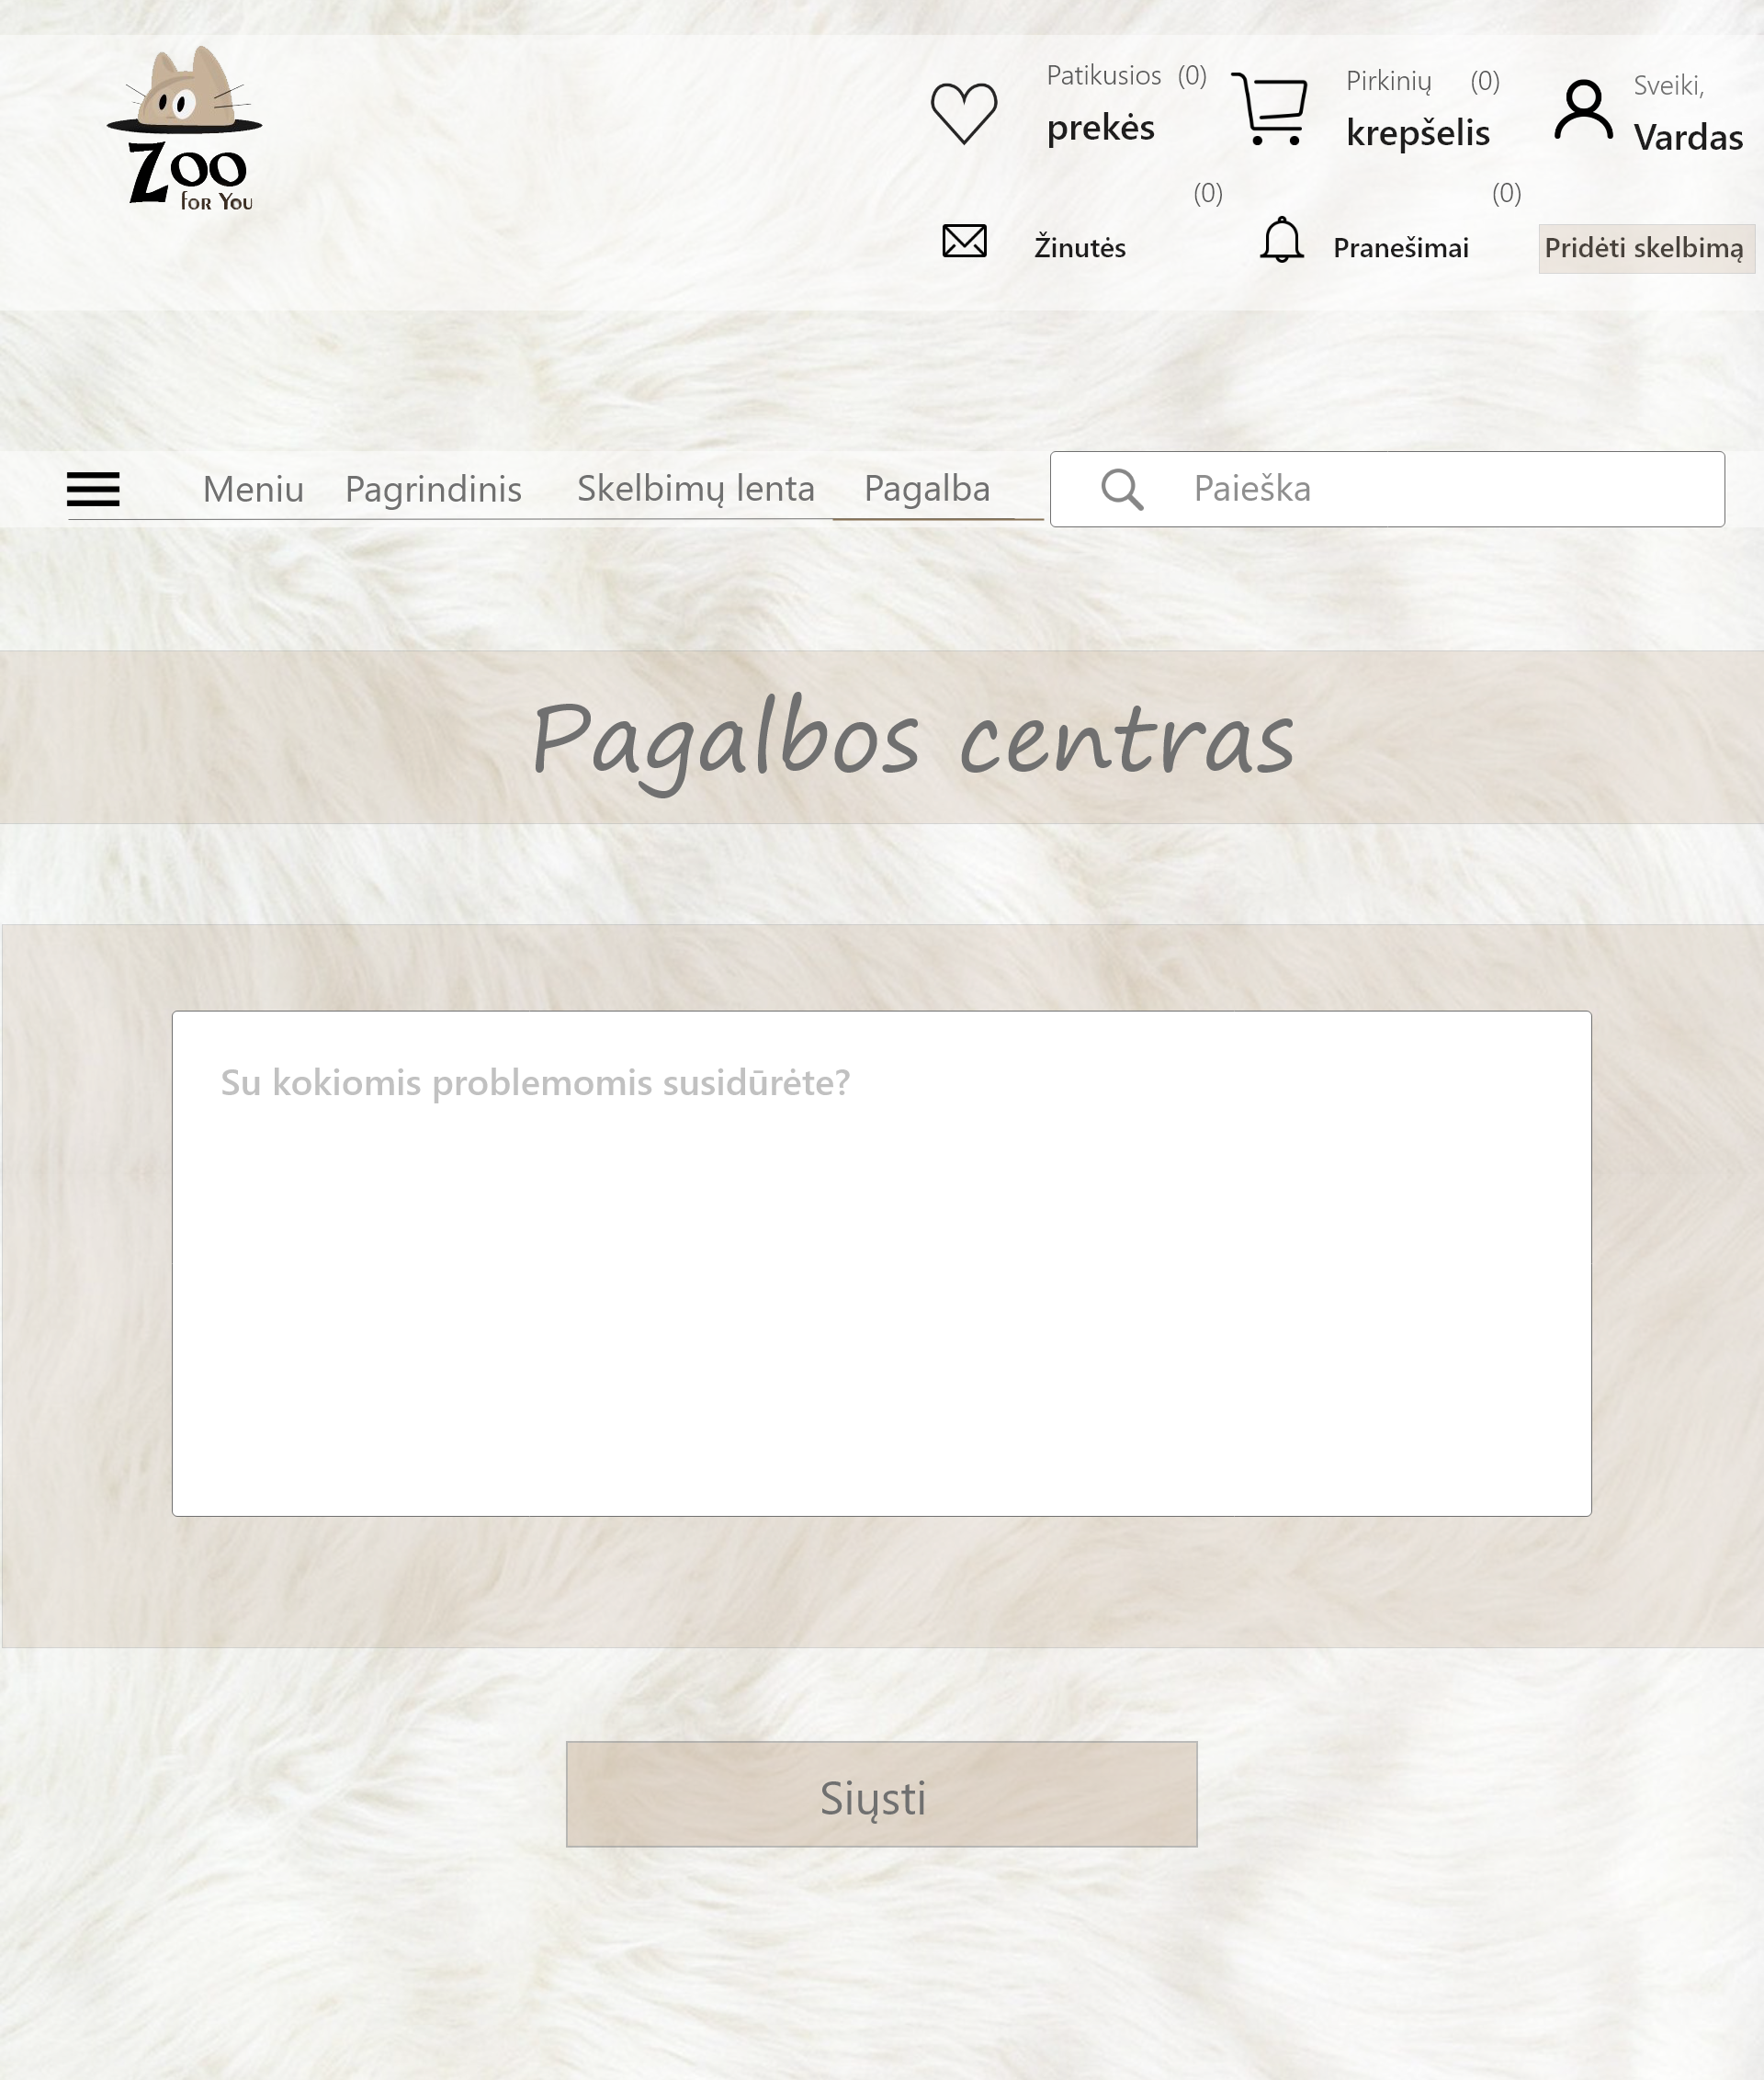 Zoo
for You
Patikusios (0)
prekės
Pirkinių (0)
krepšelis
Sveiki,
Vardas
(0)
Žinutės
(0)
Pranešimai
Pridėti skelbimą
Meniu Pagrindinis Skelbimų lenta Pagalba Paieška
Pagalbos centras
Su kokiomis problemomis susidūrėte?
Siųsti